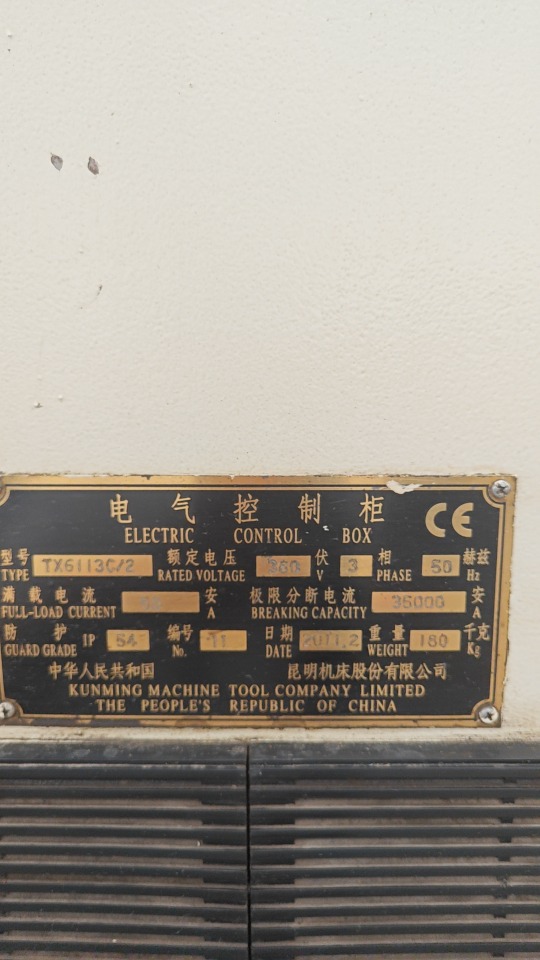 电气控制柜 CE
ELECTRIC CONTROL BOX
型号 额定电压 伏 相 赫兹
TYPE TX6113C/2 RATED VOLTAGE 380 V 3 PHASE 50 Hz
满载电流 安 极限分断电流 安
FULL-LOAD CURRENT A BREAKING CAPACITY 35000 A
防护 编号 日期 重量 千克
GUARD GRADE IP 54 No. 11 DATE 2011.2 WEIGHT 180 Kg
中华人民共和国 昆明机床股份有限公司
KUNMING MACHINE TOOL COMPANY LIMITED
THE PEOPLE'S REPUBLIC OF CHINA